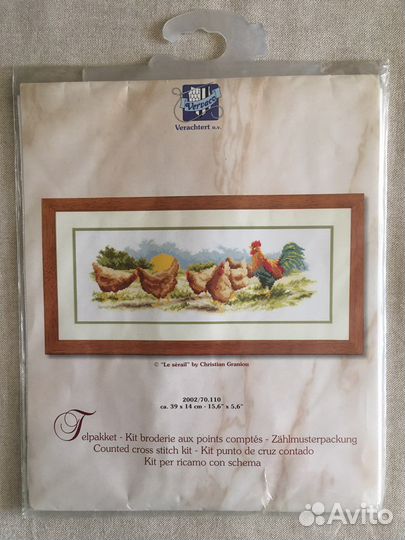 Vervaco
Verachtert n.v.
© "Le sérail" by Christian Graniou
2002/70.110
ca. 39 x 14 cm - 15,6" x 5,6"
Telpakket - Kit broderie aux points comptés - Zählmusterpackung
Counted cross stitch kit - Kit punto de cruz contado
Kit per ricamo con schema
Avito